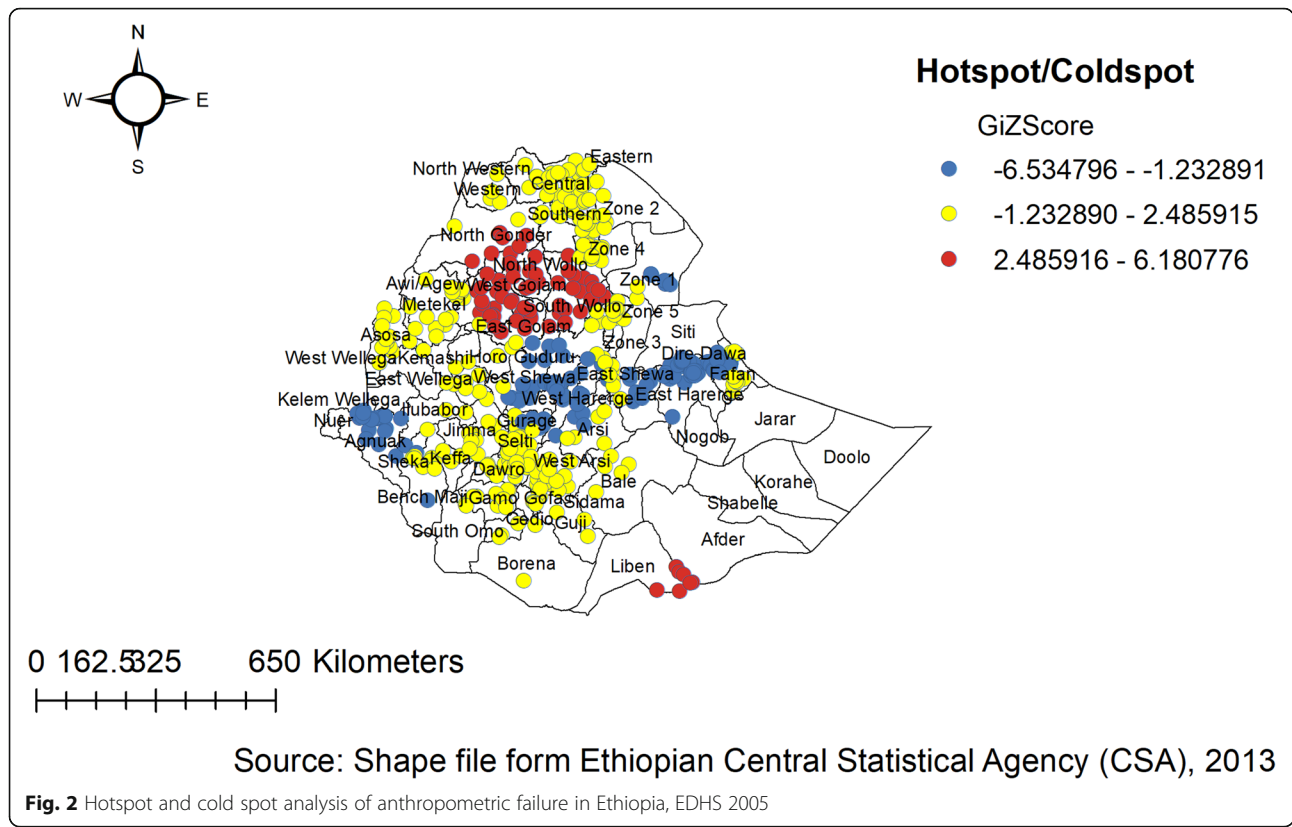 N
W E
S
Hotspot/Coldspot
GiZScore
-6.534796 - -1.232891
-1.232890 - 2.485915
2.485916 - 6.180776
Eastern
North Western
Central
Western
Zone 2
Southern
North Gonder
Zone 4
North Wollo
Zone 1
Awi/Agew West Gojam
Metekel
South Wollo
Zone 5
East Gojam
Siti
Asosa
Zone 3
Dire Dawa
West Wellega Kemashi Horo Guduru
East Wellega West Shewa East Shewa Fafan
Kelem Wellega
West Harerge East Harerge
Ilubabor
Nuer
Gurage
Jarar
Jimma
Arsi
Nogob
Agnuak
Selti
Doolo
Sheka Keffa
Dawro
West Arsi
Bale
Korahe
Bench Maji Gamo Gofa Sidama
Shabelle
Gedio Guji
South Omo
Afder
Borena
Liben
0 162.5 325 650 Kilometers
Source: Shape file form Ethiopian Central Statistical Agency (CSA), 2013
Fig. 2 Hotspot and cold spot analysis of anthropometric failure in Ethiopia, EDHS 2005